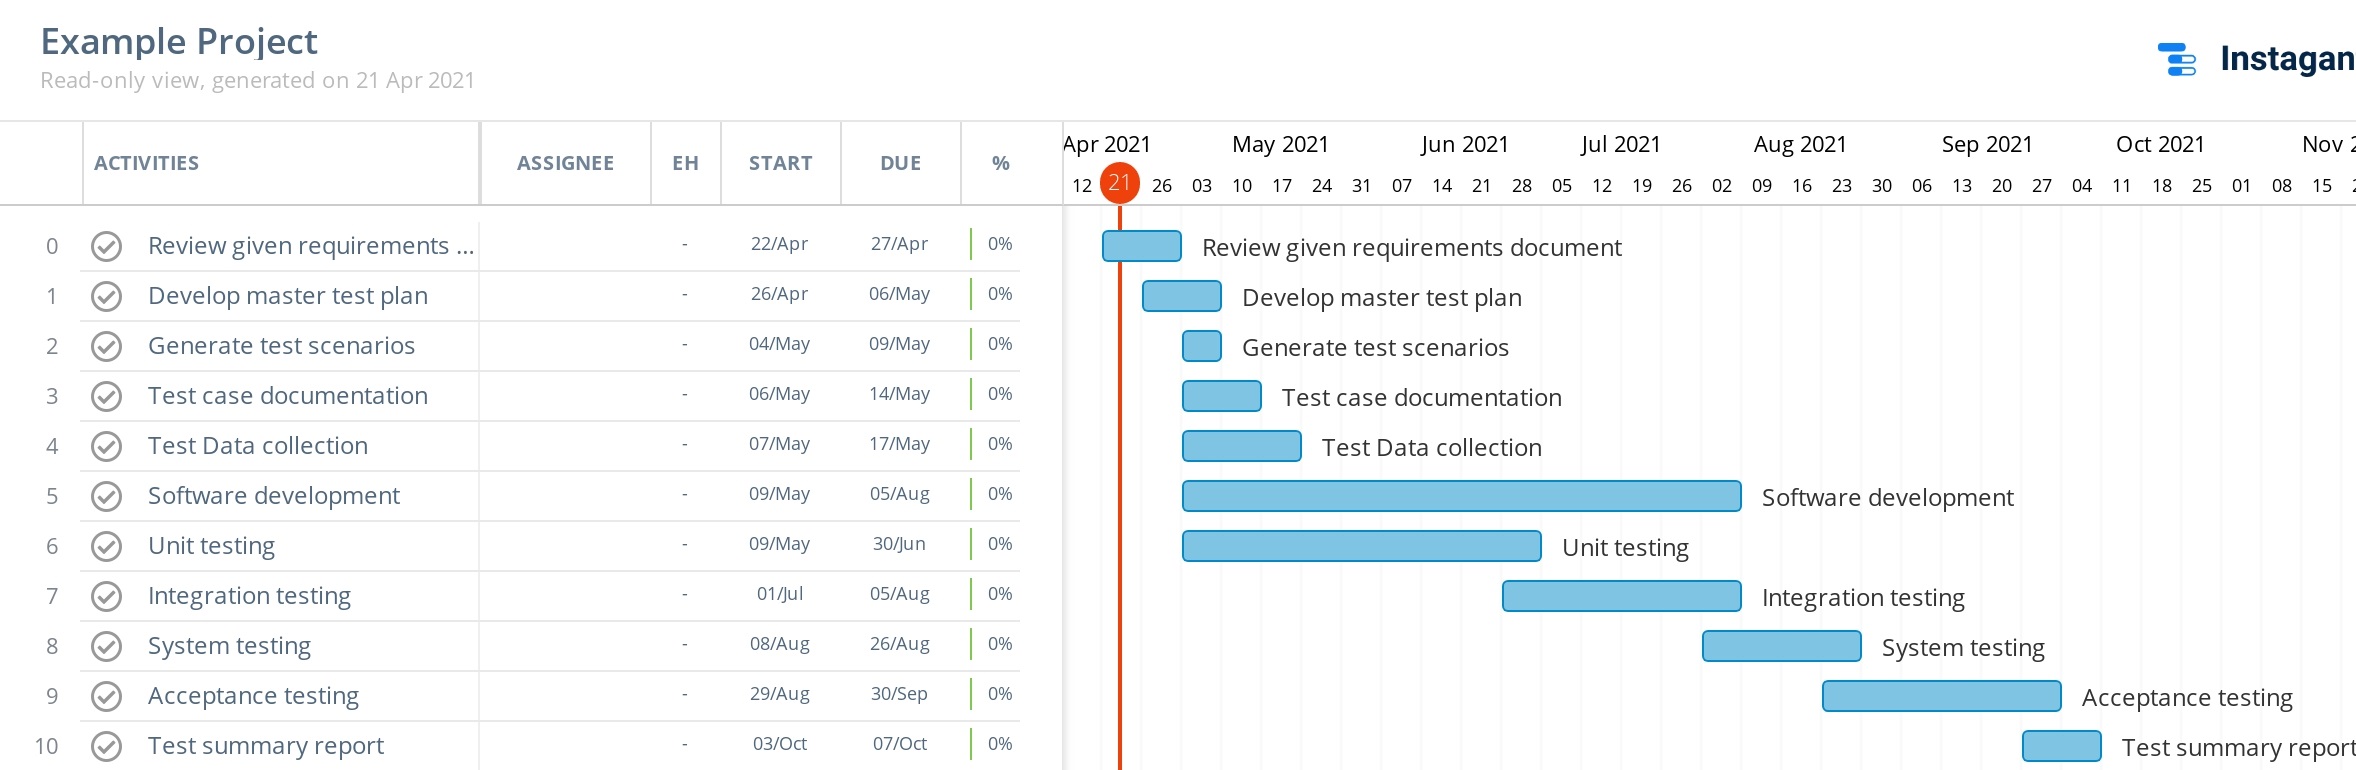 Example Project
Read-only view, generated on 21 Apr 2021
Instagan
ACTIVITIES ASSIGNEE EH START DUE %
Apr 2021 May 2021 Jun 2021 Jul 2021 Aug 2021 Sep 2021 Oct 2021 Nov 2
12 21 26 03 10 17 24 31 07 14 21 28 05 12 19 26 02 09 16 23 30 06 13 20 27 04 11 18 25 01 08 15
0 Review given requirements ... - 22/Apr 27/Apr 0% Review given requirements document
1 Develop master test plan - 26/Apr 06/May 0% Develop master test plan
2 Generate test scenarios - 04/May 09/May 0% Generate test scenarios
3 Test case documentation - 06/May 14/May 0% Test case documentation
4 Test Data collection - 07/May 17/May 0% Test Data collection
5 Software development - 09/May 05/Aug 0% Software development
6 Unit testing - 09/May 30/Jun 0% Unit testing
7 Integration testing - 01/Jul 05/Aug 0% Integration testing
8 System testing - 08/Aug 26/Aug 0% System testing
9 Acceptance testing - 29/Aug 30/Sep 0% Acceptance testing
10 Test summary report - 03/Oct 07/Oct 0% Test summary report